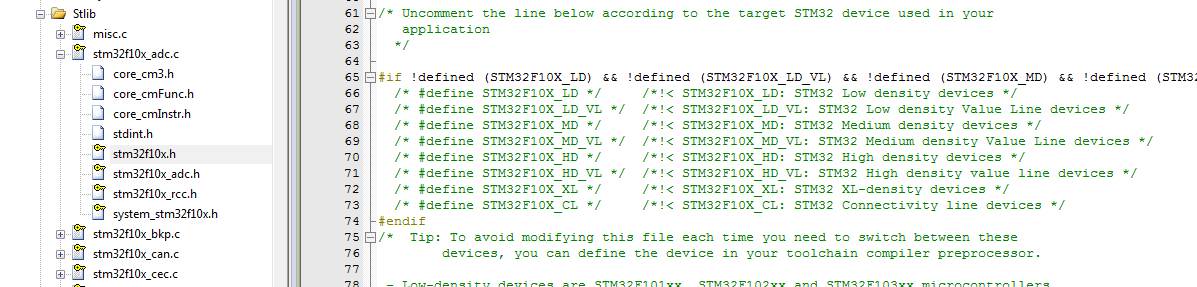 Stlib
misc.c
stm32f10x_adc.c
core_cm3.h
core_cmFunc.h
core_cmInstr.h
stdint.h
stm32f10x.h
stm32f10x_adc.h
stm32f10x_rcc.h
system_stm32f10x.h
stm32f10x_bkp.c
stm32f10x_can.c
stm32f10x_cec.c
61 /* Uncomment the line below according to the target STM32 device used in your
62 application
63 */
64
65 #if !defined (STM32F10X_LD) && !defined (STM32F10X_LD_VL) && !defined (STM32F10X_MD) && !defined (STM3
66 /* #define STM32F10X_LD */ /*!< STM32F10X_LD: STM32 Low density devices */
67 /* #define STM32F10X_LD_VL */ /*!< STM32F10X_LD_VL: STM32 Low density Value Line devices */
68 /* #define STM32F10X_MD */ /*!< STM32F10X_MD: STM32 Medium density devices */
69 /* #define STM32F10X_MD_VL */ /*!< STM32F10X_MD_VL: STM32 Medium density Value Line devices */
70 /* #define STM32F10X_HD */ /*!< STM32F10X_HD: STM32 High density devices */
71 /* #define STM32F10X_HD_VL */ /*!< STM32F10X_HD_VL: STM32 High density value line devices */
72 /* #define STM32F10X_XL */ /*!< STM32F10X_XL: STM32 XL-density devices */
73 /* #define STM32F10X_CL */ /*!< STM32F10X_CL: STM32 Connectivity line devices */
74 #endif
75 /* Tip: To avoid modifying this file each time you need to switch between these
76 devices, you can define the device in your toolchain compiler preprocessor.
77
78 - Low-density devices are STM32F101xx, STM32F102xx and STM32F103xx microcontrollers